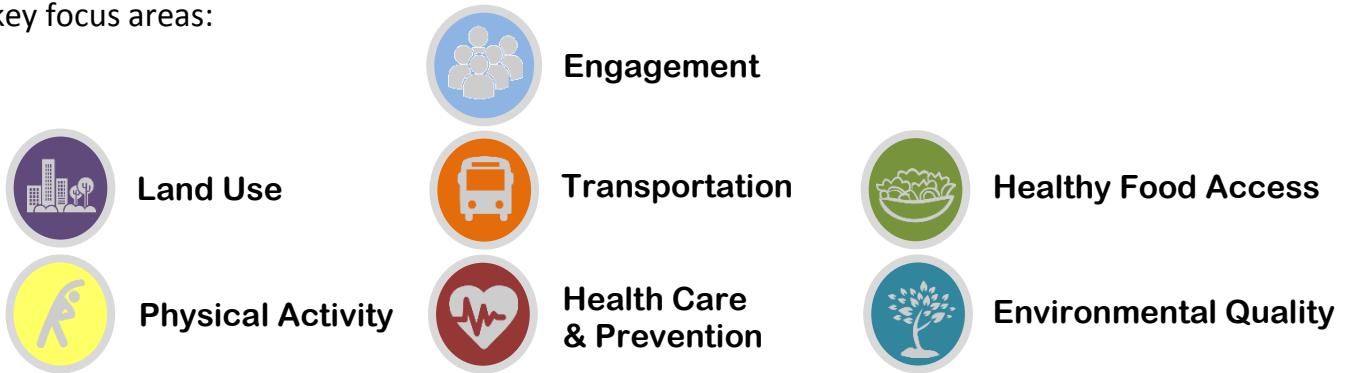 key focus areas:
Engagement
Land Use
Transportation
Healthy Food Access
Physical Activity
Health Care
& Prevention
Environmental Quality